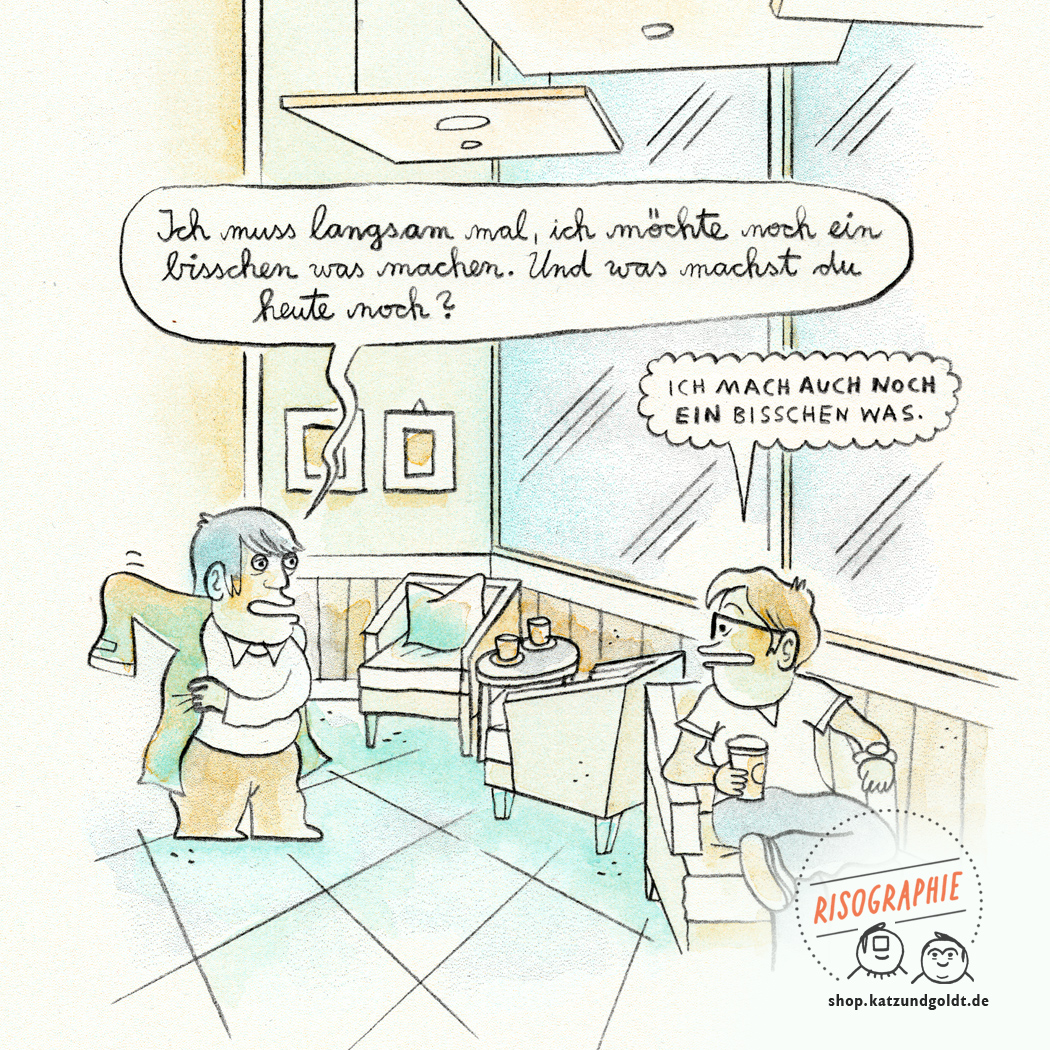 Ich muss langsam mal, ich möchte noch ein
bisschen was machen. Und was machst du
heute noch?
ICH MACH AUCH NOCH
EIN BISSCHEN WAS.
RISOGRAPHIE
shop.katzundgoldt.de